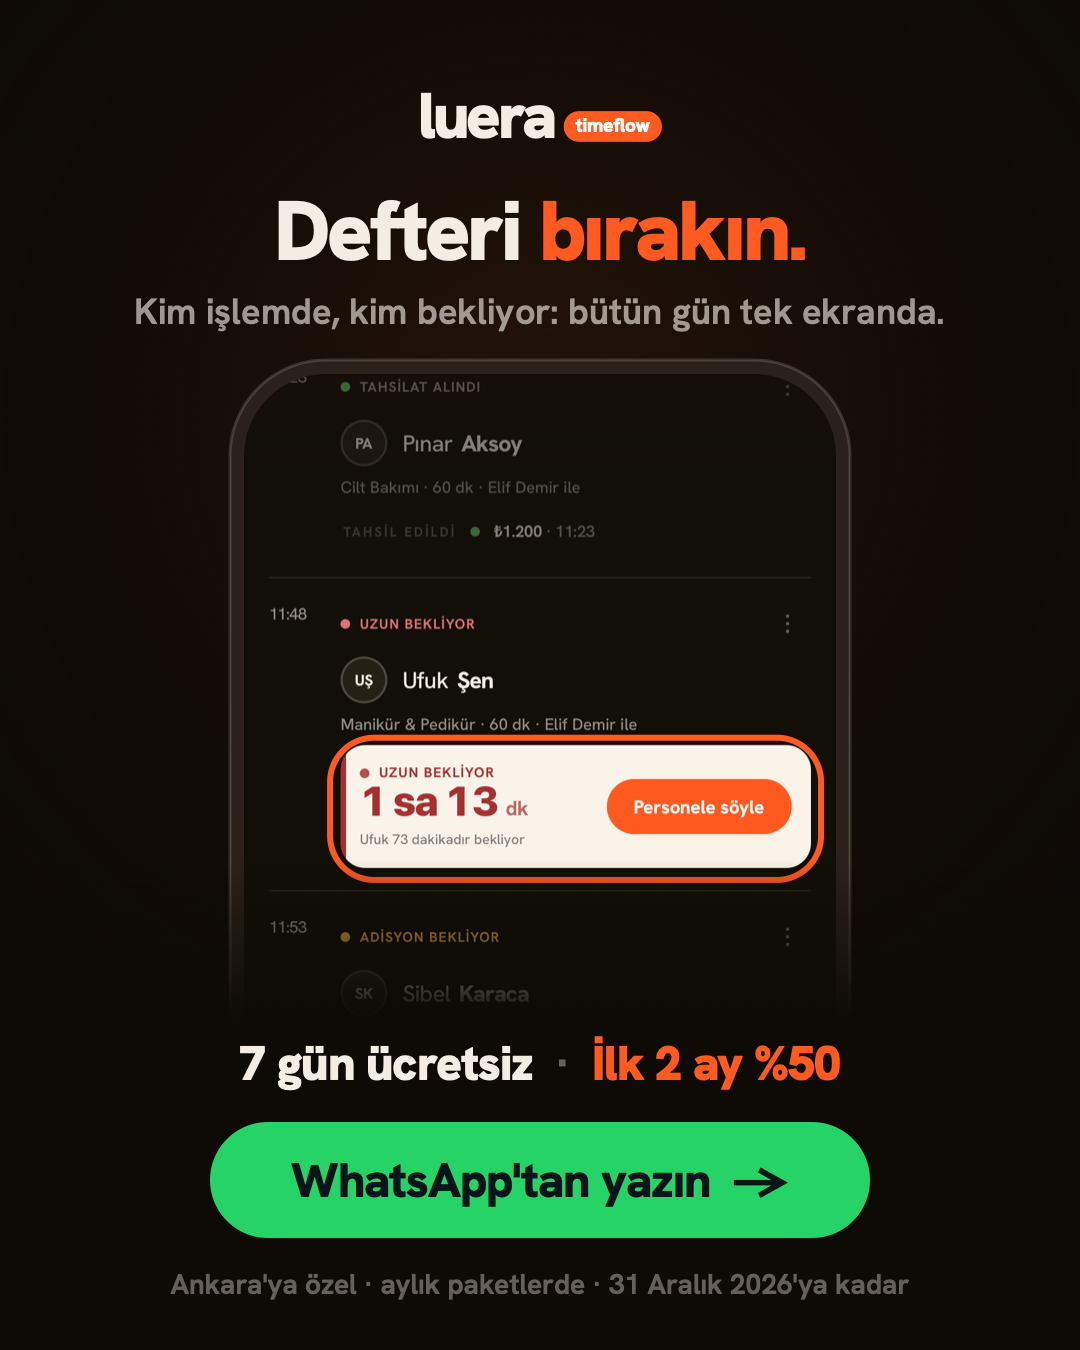 luera timeflow
Defteri bırakın.
Kim işlemde, kim bekliyor: bütün gün tek ekranda.
TAHSİLAT ALINDI
PA Pınar Aksoy
Cilt Bakımı · 60 dk · Elif Demir ile
TAHSİL EDİLDİ ₺1.200 · 11:23
11:48 UZUN BEKLİYOR
UŞ Ufuk Şen
Manikür & Pedikür · 60 dk · Elif Demir ile
UZUN BEKLİYOR
1 sa 13 dk
Personele söyle
Ufuk 73 dakikadır bekliyor
11:53 ADİSYON BEKLİYOR
SK Sibel Karaca
7 gün ücretsiz · İlk 2 ay %50
WhatsApp'tan yazın →
Ankara'ya özel · aylık paketlerde · 31 Aralık 2026'ya kadar